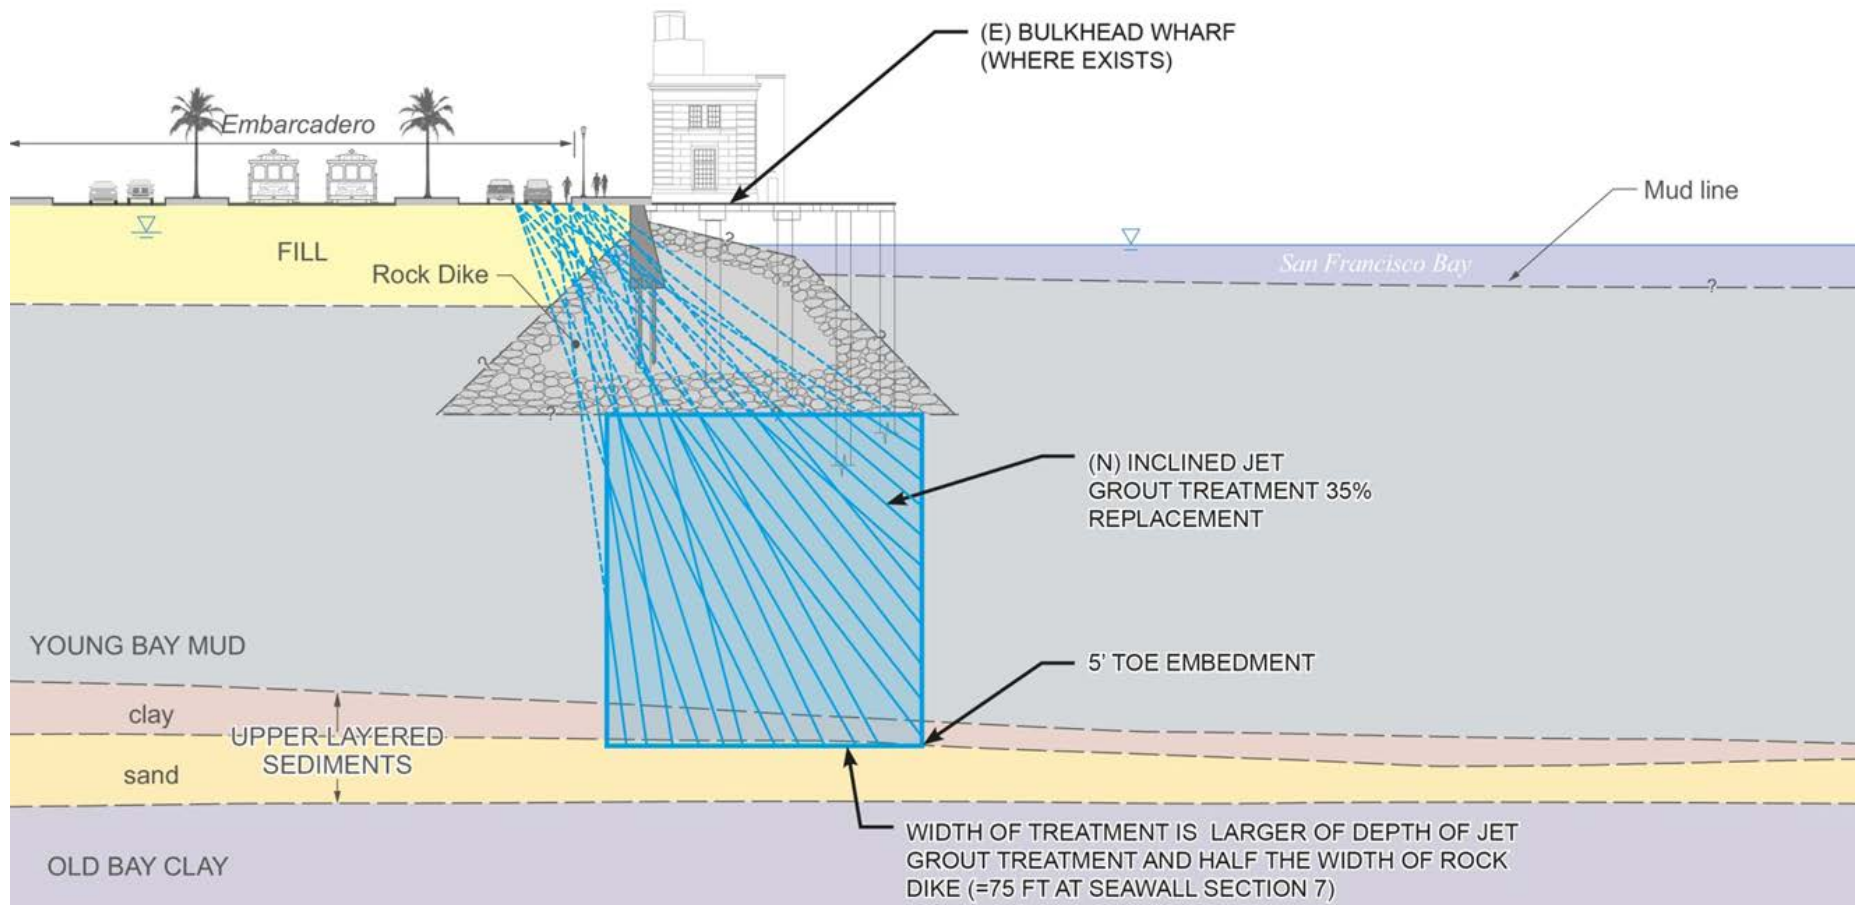 (E) BULKHEAD WHARF
(WHERE EXISTS)
Embarcadero
Mud line
FILL
Rock Dike
San Francisco Bay
?
?
?
?
?
(N) INCLINED JET
GROUT TREATMENT 35%
REPLACEMENT
YOUNG BAY MUD
5' TOE EMBEDMENT
clay
UPPER LAYERED
SEDIMENTS
sand
WIDTH OF TREATMENT IS LARGER OF DEPTH OF JET
GROUT TREATMENT AND HALF THE WIDTH OF ROCK
DIKE (=75 FT AT SEAWALL SECTION 7)
OLD BAY CLAY